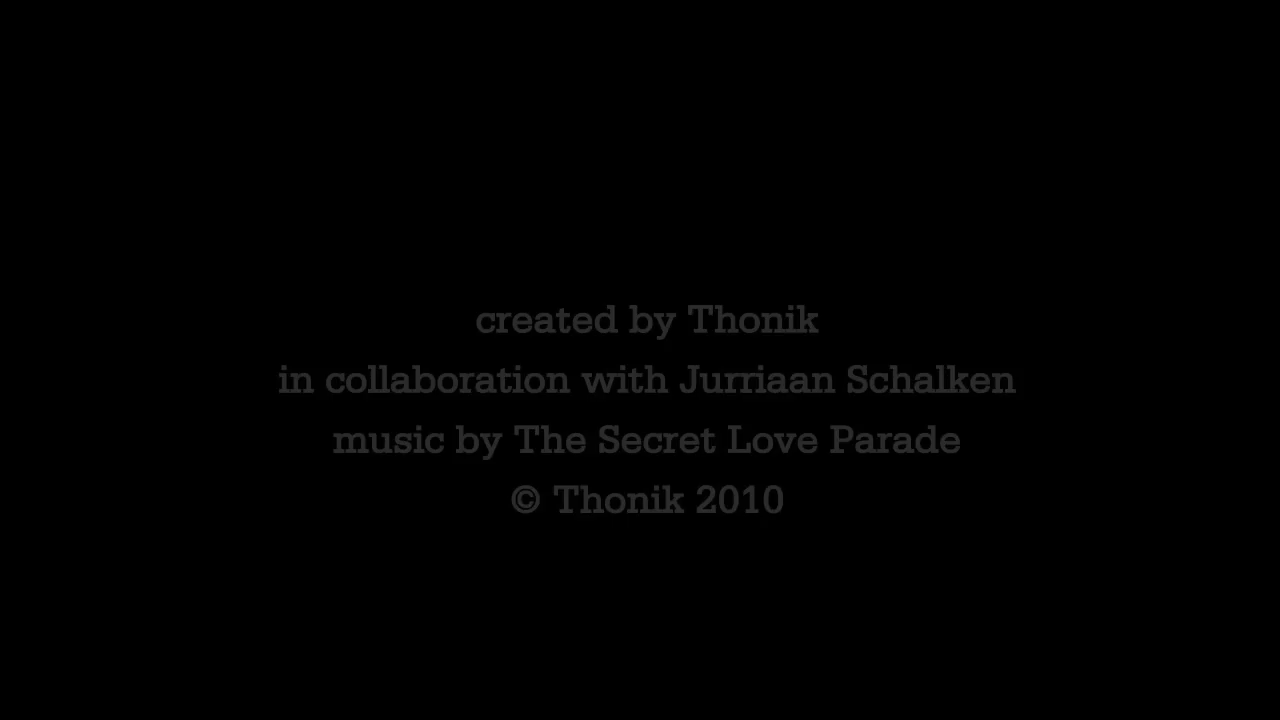 created by Thonik
in collaboration with Jurriaan Schalken
music by The Secret Love Parade
© Thonik 2010